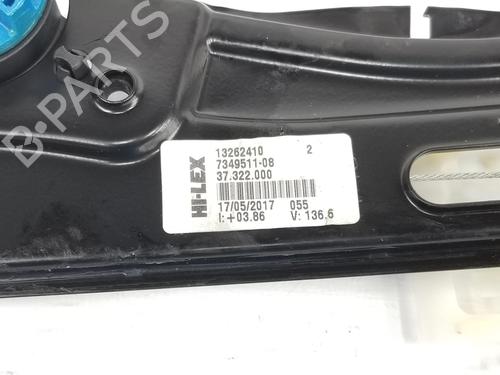 B-PARTS
HI-LEX
13262410 2
7349511-08
37.322.000
17/05/2017 055
I:+03.86 V: 136.6